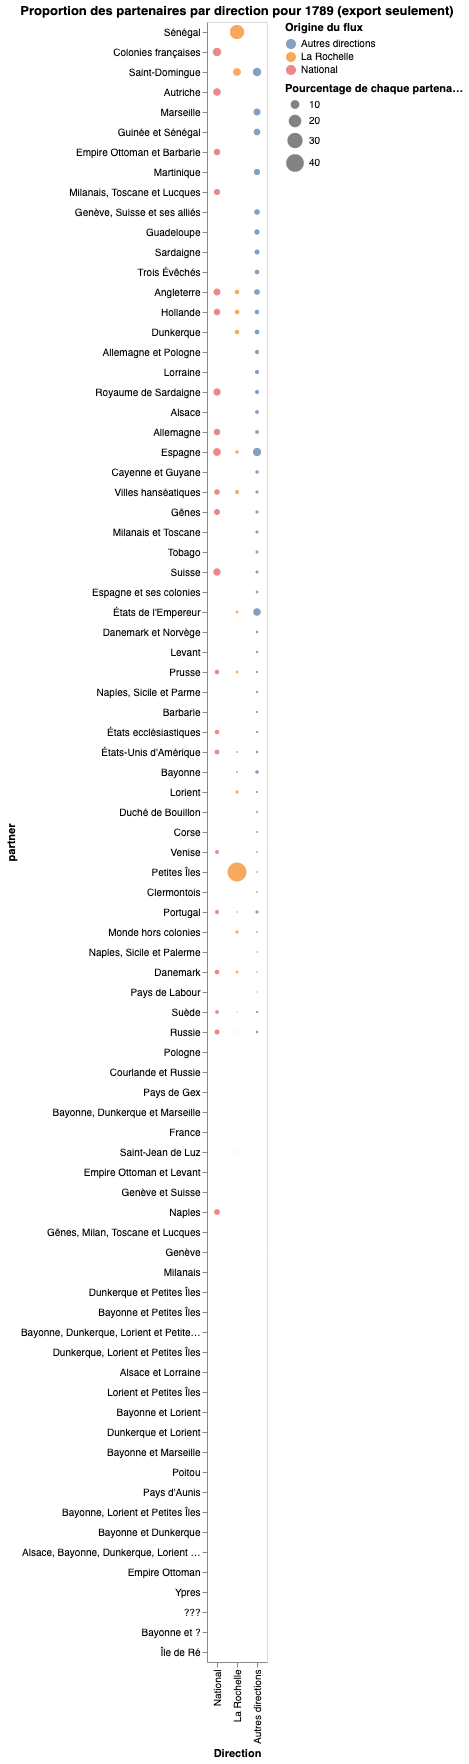 Proportion des partenaires par direction pour 1789 (export seulement)
Origine du flux
Autres directions
La Rochelle
National
Pourcentage de chaque partena…
10
20
30
40
partner
Sénégal
Colonies françaises
Saint-Domingue
Autriche
Marseille
Guinée et Sénégal
Empire Ottoman et Barbarie
Martinique
Milanais, Toscane et Lucques
Genève, Suisse et ses alliés
Guadeloupe
Sardaigne
Trois Évêchés
Angleterre
Hollande
Dunkerque
Allemagne et Pologne
Lorraine
Royaume de Sardaigne
Alsace
Allemagne
Espagne
Cayenne et Guyane
Villes hanséatiques
Gênes
Milanais et Toscane
Tobago
Suisse
Espagne et ses colonies
États de l'Empereur
Danemark et Norvège
Levant
Prusse
Naples, Sicile et Parme
Barbarie
États ecclésiastiques
États-Unis d'Amérique
Bayonne
Lorient
Duché de Bouillon
Corse
Venise
Petites Îles
Clermontois
Portugal
Monde hors colonies
Naples, Sicile et Palerme
Danemark
Pays de Labour
Suède
Russie
Pologne
Courlande et Russie
Pays de Gex
Bayonne, Dunkerque et Marseille
France
Saint-Jean de Luz
Empire Ottoman et Levant
Genève et Suisse
Naples
Gênes, Milan, Toscane et Lucques
Genève
Milanais
Dunkerque et Petites Îles
Bayonne et Petites Îles
Bayonne, Dunkerque, Lorient et Petite…
Dunkerque, Lorient et Petites Îles
Alsace et Lorraine
Lorient et Petites Îles
Bayonne et Lorient
Dunkerque et Lorient
Bayonne et Marseille
Poitou
Pays d'Aunis
Bayonne, Lorient et Petites Îles
Bayonne et Dunkerque
Alsace, Bayonne, Dunkerque, Lorient …
Empire Ottoman
Ypres
???
Bayonne et ?
Île de Ré
National
La Rochelle
Autres directions
Direction